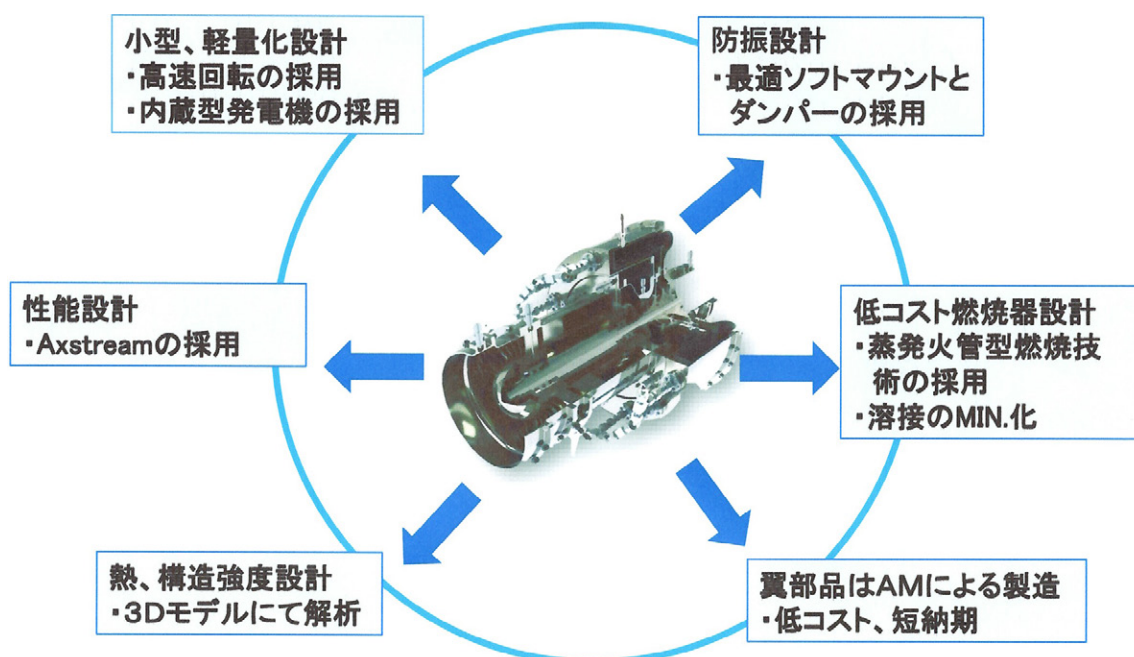 小型、軽量化設計
・高速回転の採用
・内蔵型発電機の採用
防振設計
・最適ソフトマウントと
ダンパーの採用
性能設計
・Axstreamの採用
低コスト燃焼器設計
・蒸発火管型燃焼技
術の採用
・溶接のMIN.化
熱、構造強度設計
・3Dモデルにて解析
翼部品はAMによる製造
・低コスト、短納期